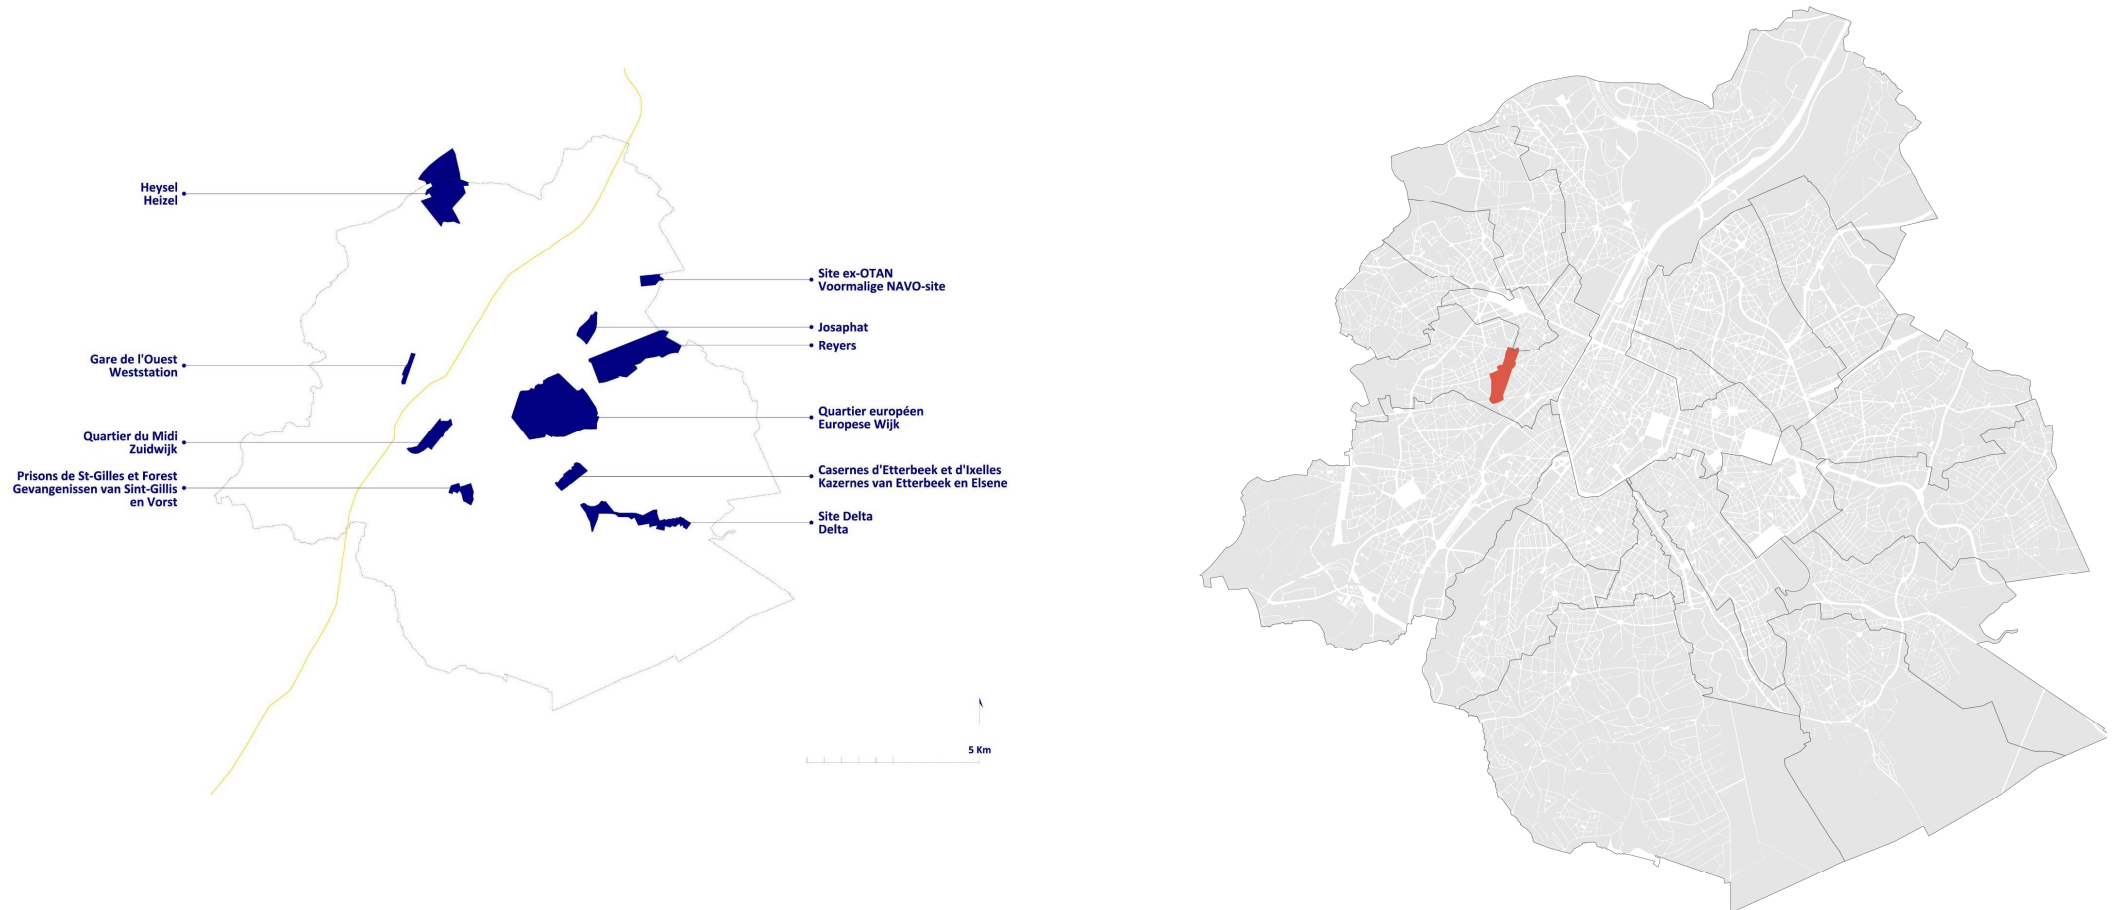 Heysel
Heizel
Gare de l'Ouest
Weststation
Quartier du Midi
Zuidwijk
Prisons de St-Gilles et Forest
Gevangenissen van Sint-Gillis
en Vorst
Site ex-OTAN
Voormalige NAVO-site
Josaphat
Reyers
Quartier européen
Europese Wijk
Casernes d'Etterbeek et d'Ixelles
Kazernes van Etterbeek en Elsene
Site Delta
Delta
5 Km